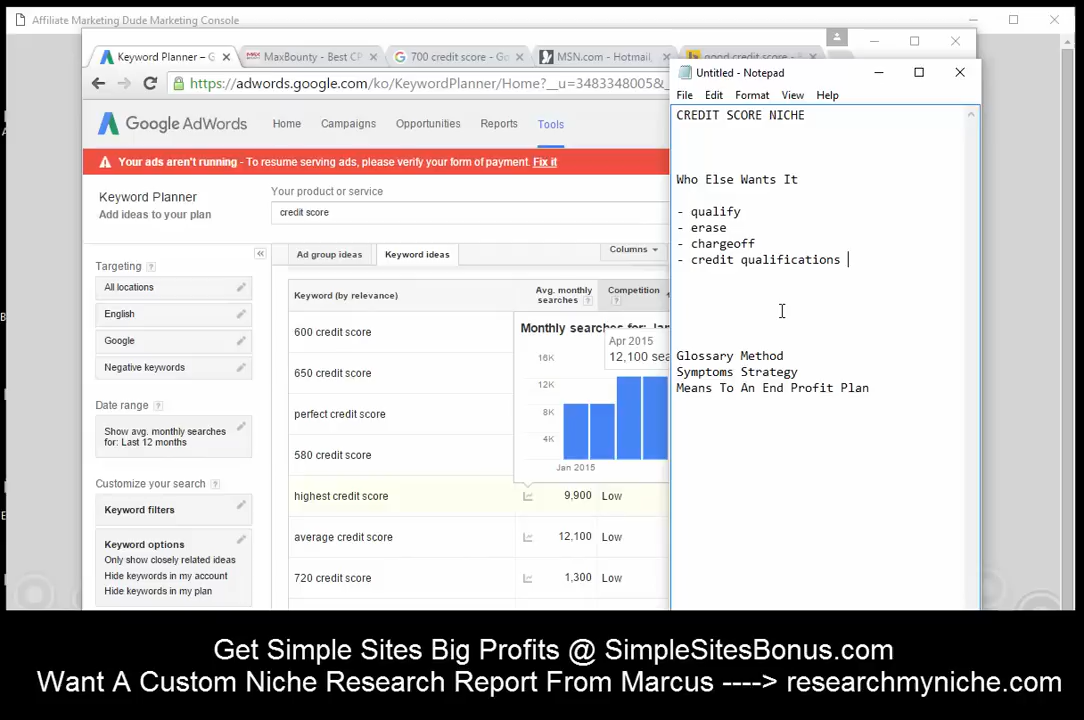 Affiliate Marketing Dude Marketing Console
Keyword Planner – G
MaxBounty - Best CP
700 credit score - G
MSN.com - Hotmail,
https://adwords.google.com/ko/KeywordPlanner/Home?__u=3483348005&
Google AdWords
Home
Campaigns
Opportunities
Reports
Tools
Your ads aren't running - To resume serving ads, please verify your form of payment. Fix it
Keyword Planner
Add ideas to your plan
Your product or service
credit score
Targeting ?
All locations
English
Google
Negative keywords
Date range ?
Show avg. monthly searches
for: Last 12 months
Customize your search ?
Keyword filters
Keyword options
Only show closely related ideas
Hide keywords in my account
Hide keywords in my plan
Ad group ideas
Keyword ideas
Columns
Keyword (by relevance)
Avg. monthly
searches ?
Competition
?
600 credit score
650 credit score
perfect credit score
580 credit score
highest credit score
9,900
Low
average credit score
12,100
Low
720 credit score
1,300
Low
Monthly searches for:
Apr 2015
12,100 sea
16K
12K
8K
4K
Jan 2015
Untitled - Notepad
File
Edit
Format
View
Help
CREDIT SCORE NICHE
Who Else Wants It
- qualify
- erase
- chargeoff
- credit qualifications
Glossary Method
Symptoms Strategy
Means To An End Profit Plan
Get Simple Sites Big Profits @ SimpleSitesBonus.com
Want A Custom Niche Research Report From Marcus ----> researchmyniche.com